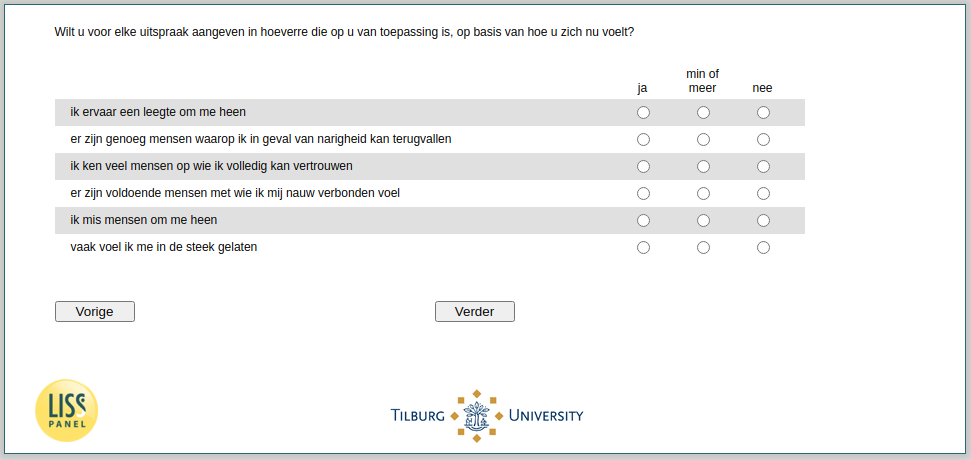 Wilt u voor elke uitspraak aangeven in hoeverre die op u van toepassing is, op basis van hoe u zich nu voelt?
ja
min of
meer
nee
ik ervaar een leegte om me heen
er zijn genoeg mensen waarop ik in geval van narigheid kan terugvallen
ik ken veel mensen op wie ik volledig kan vertrouwen
er zijn voldoende mensen met wie ik mij nauw verbonden voel
ik mis mensen om me heen
vaak voel ik me in de steek gelaten
Vorige
Verder
LISS
PANEL
TILBURG UNIVERSITY